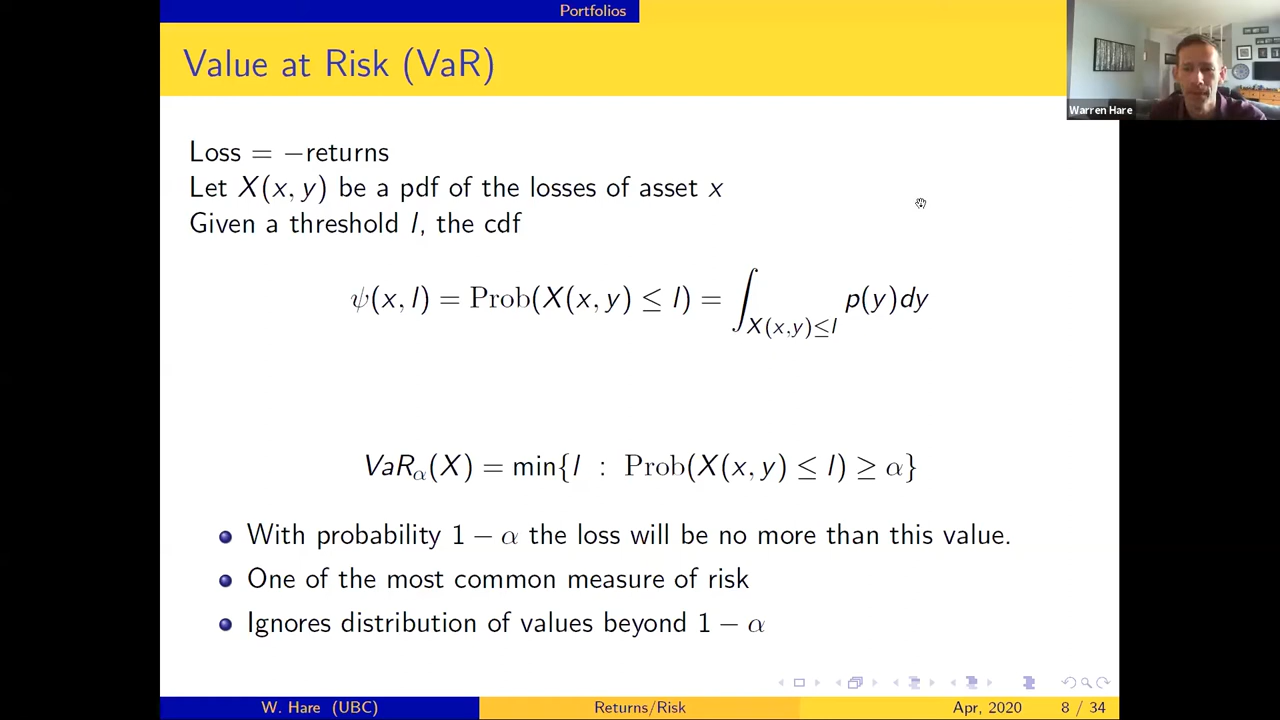 Portfolios
Value at Risk (VaR)
Warren Hare
Loss = −returns
Let X(x, y) be a pdf of the losses of asset x
Given a threshold l, the cdf
ψ(x, l) = Prob(X(x, y) ≤ l) = ∫_{X(x,y)≤l} p(y)dy
VaR_α(X) = min{l : Prob(X(x, y) ≤ l) ≥ α}
With probability 1 − α the loss will be no more than this value.
One of the most common measure of risk
Ignores distribution of values beyond 1 − α
W. Hare (UBC) Returns/Risk Apr, 2020 8 / 34